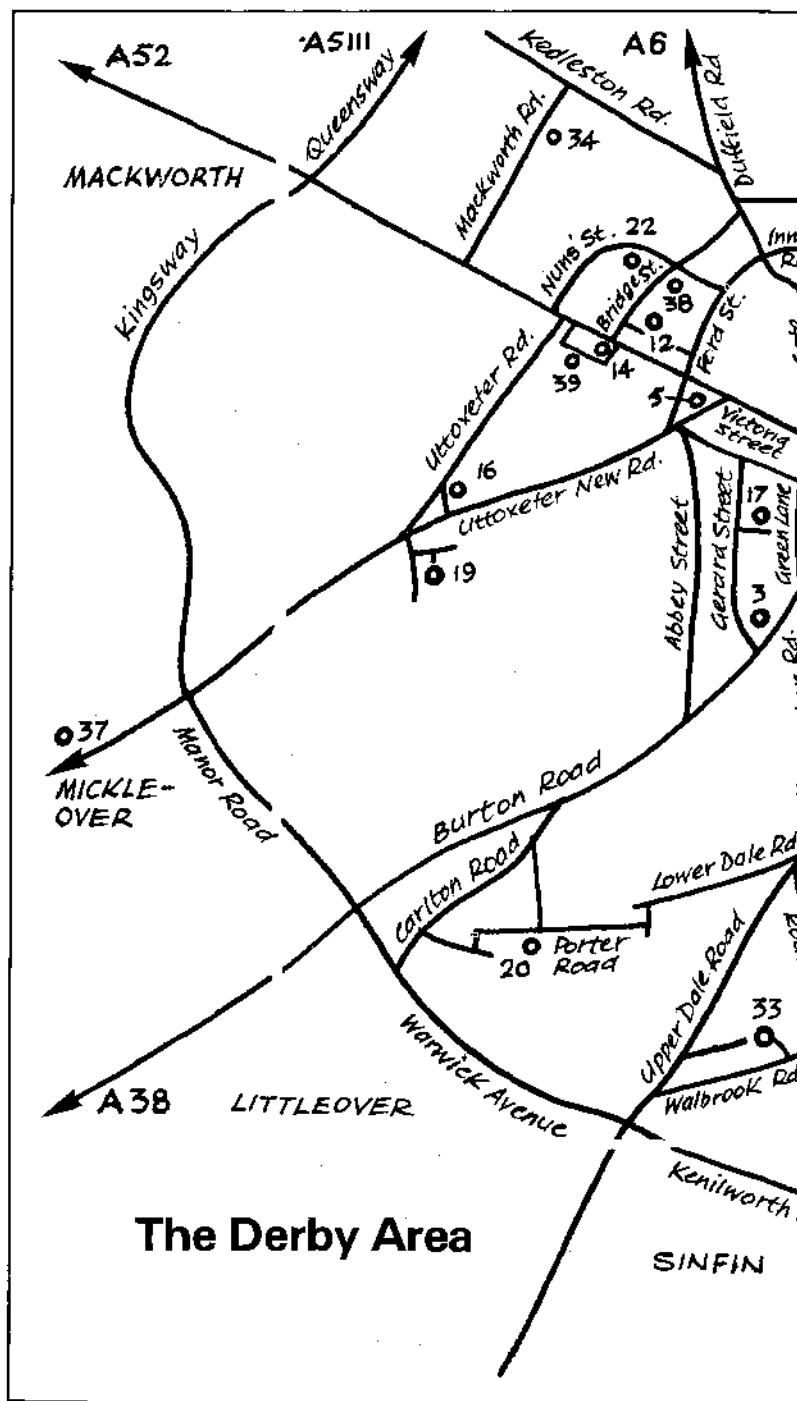 A52
A5111
A6
Kedleston Rd.
Duffield Rd
Queensway
Mackworth Rd.
34
MACKWORTH
Kingsway
Nuns' St.
22
Bridge St.
38
12
Ford St.
Inn
14
39
5
Victoria
Street
Uttoxeter Rd.
16
Uttoxeter New Rd.
19
17
Abbey Street
Gerard Street
Green Lane
3
Rd.
37
MICKLE-
OVER
Manor Road
Burton Road
Carlton Road
Lower Dale Rd
20
Porter
Road
Upper Dale Road
33
Walbrook Rd
A38
LITTLEOVER
Warwick Avenue
Kenilworth
The Derby Area
SINFIN